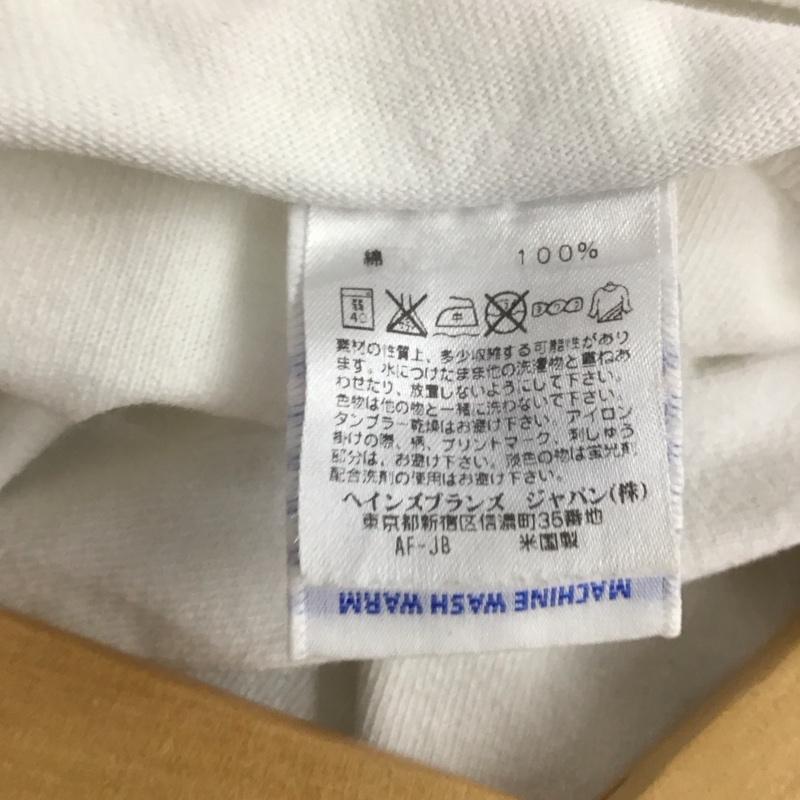 綿 100%
弱 40 エンソサラシ 中
素材の性質上、多少収縮する可能性があり
ます。水につけたまま他の洗濯物と重ねあ
わせたり、放置しないようにして下さい。
色物は他の物と一緒に洗わないで下さい。
タンブラー乾燥はお避け下さい。アイロン
掛けの際、柄、プリントマーク、刺しゅう
部分は、お避け下さい。淡色の物は蛍光剤
配合洗剤の使用はお避け下さい。
ヘインズブランズ ジャパン(株)
東京都新宿区信濃町35番地
AF-JB 米国製
MACHINE WASH WARM